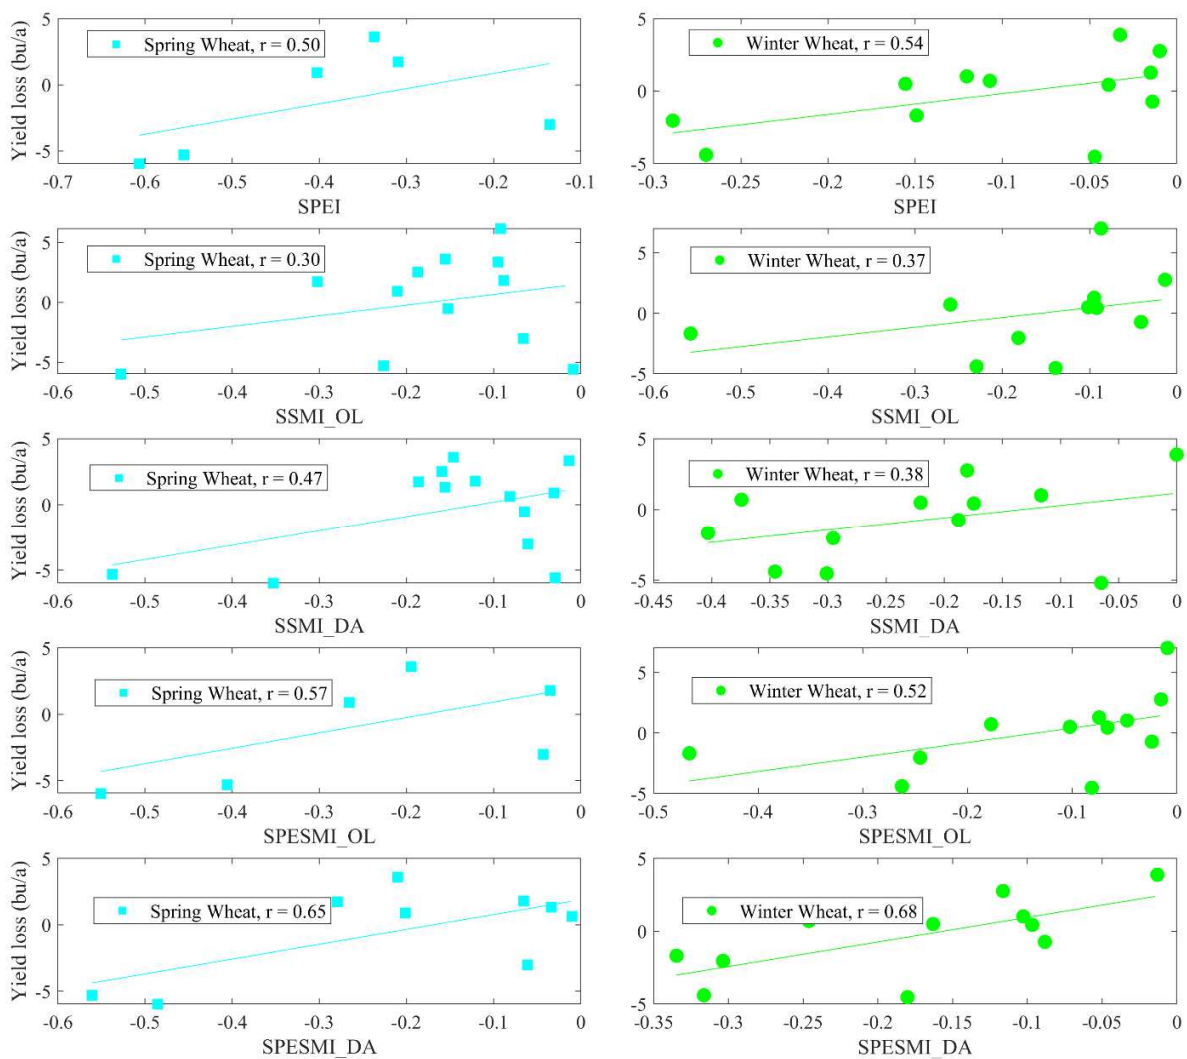 5
Spring Wheat, r = 0.50
0
-5
-0.7 -0.6 -0.5 -0.4 -0.3 -0.2 -0.1
SPEI
Yield loss (bu/a)
5
Winter Wheat, r = 0.54
0
-5
-0.3 -0.25 -0.2 -0.15 -0.1 -0.05 0
SPEI
5
Spring Wheat, r = 0.30
0
-5
-0.6 -0.5 -0.4 -0.3 -0.2 -0.1 0
SSMI_OL
Yield loss (bu/a)
5
Winter Wheat, r = 0.37
0
-5
-0.6 -0.5 -0.4 -0.3 -0.2 -0.1 0
SSMI_OL
5
Spring Wheat, r = 0.47
0
-5
-0.6 -0.5 -0.4 -0.3 -0.2 -0.1 0
SSMI_DA
Yield loss (bu/a)
5
Winter Wheat, r = 0.38
0
-5
-0.45 -0.4 -0.35 -0.3 -0.25 -0.2 -0.15 -0.1 -0.05 0
SSMI_DA
5
Spring Wheat, r = 0.57
0
-5
-0.6 -0.5 -0.4 -0.3 -0.2 -0.1 0
SPESMI_OL
Yield loss (bu/a)
5
Winter Wheat, r = 0.52
0
-5
-0.5 -0.4 -0.3 -0.2 -0.1 0
SPESMI_OL
5
Spring Wheat, r = 0.65
0
-5
-0.6 -0.5 -0.4 -0.3 -0.2 -0.1 0
SPESMI_DA
Yield loss (bu/a)
5
Winter Wheat, r = 0.68
0
-5
-0.35 -0.3 -0.25 -0.2 -0.15 -0.1 -0.05 0
SPESMI_DA